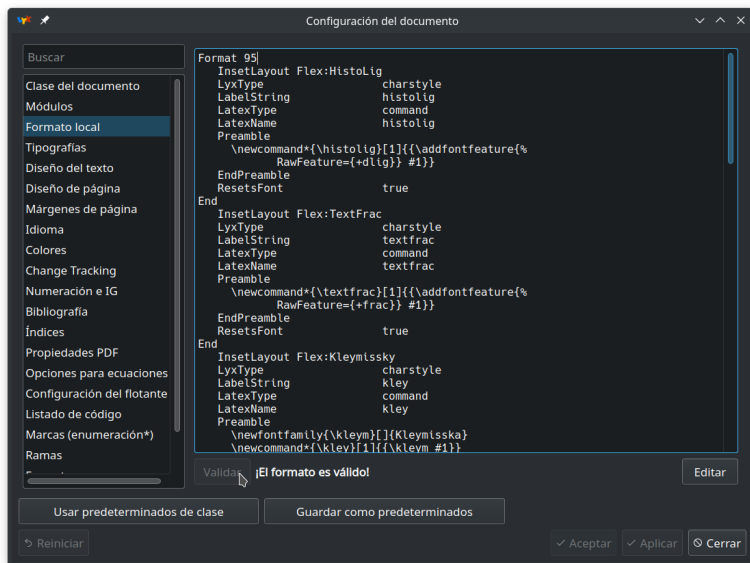 Configuración del documento
Buscar
Clase del documento
Módulos
Formato local
Tipografías
Diseño del texto
Diseño de página
Márgenes de página
Idioma
Colores
Change Tracking
Numeración e IG
Bibliografía
Índices
Propiedades PDF
Opciones para ecuaciones
Configuración del flotante
Listado de código
Marcas (enumeración*)
Ramas
Format 95
InsetLayout Flex:HistoLig
LyxType charstyle
LabelString histolig
LatexType command
LatexName histolig
Preamble
\newcommand*{\histolig}[1]{{\addfontfeature{%
RawFeature={+dlig}} #1}}
EndPreamble
ResetsFont true
End
InsetLayout Flex:TextFrac
LyxType charstyle
LabelString textfrac
LatexType command
LatexName textfrac
Preamble
\newcommand*{\textfrac}[1]{{\addfontfeature{%
RawFeature={+frac}} #1}}
EndPreamble
ResetsFont true
End
InsetLayout Flex:Kleymissky
LyxType charstyle
LabelString kley
LatexType command
LatexName kley
Preamble
\newfontfamily{\kleym}[]{Kleymisska}
\newcommand*{\kley}[1]{{\kleym #1}}
Validar ¡El formato es válido! Editar
Usar predeterminados de clase Guardar como predeterminados
Reiniciar Aceptar Aplicar Cerrar